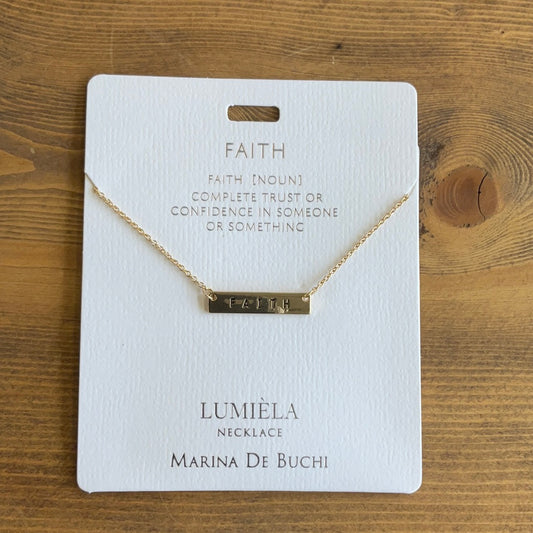 FAITH
FAITH [NOUN]
COMPLETE TRUST OR
CONFIDENCE IN SOMEONE
OR SOMETHING
FAITH
LUMIÈLA
NECKLACE
MARINA DE BUCHI